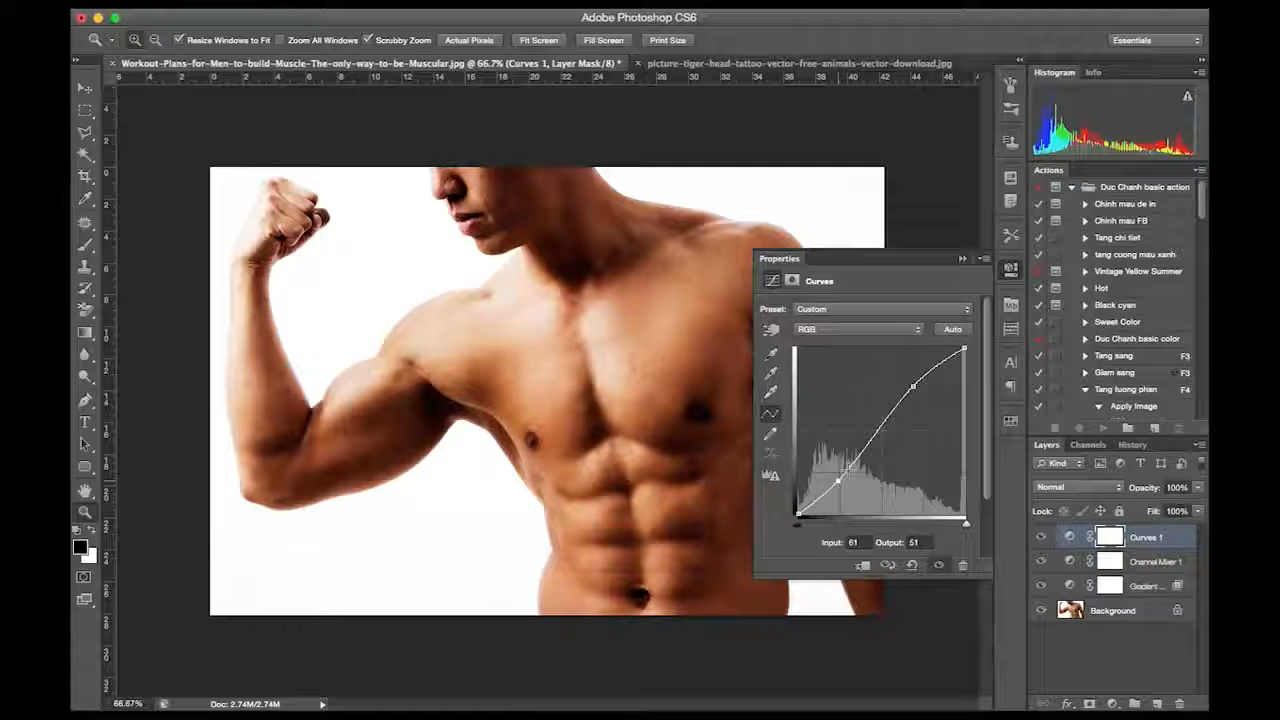 Adobe Photoshop CS6
Resize Windows to Fit Zoom All Windows Scrubby Zoom Actual Pixels Fit Screen Fill Screen Print Size Essentials
Workout-Plans-for-Men-to-build-Muscle-The-only-way-to-be-Muscular.jpg @ 66.7% (Curves 1, Layer Mask/8) *
picture-tiger-head-tattoo-vector-free-animals-vector-download.jpg
Histogram Info
Actions
Duc Chanh basic action
Chinh mau de in
Chinh mau FB
Tang chi tiet
tang cuong mau xanh
Vintage Yellow Summer
Hot
Black cyan
Sweet Color
Duc Chanh basic color
Tang sang F3
Giam sang F3
Tang tuong phan F4
Apply Image
Properties
Curves
Preset: Custom
RGB Auto
Input: 61 Output: 51
Layers Channels History
Kind
Normal Opacity: 100%
Lock: Fill: 100%
Curves 1
Channel Mixer 1
Gradient ...
Background
66.67% Doc: 2.74M/2.74M